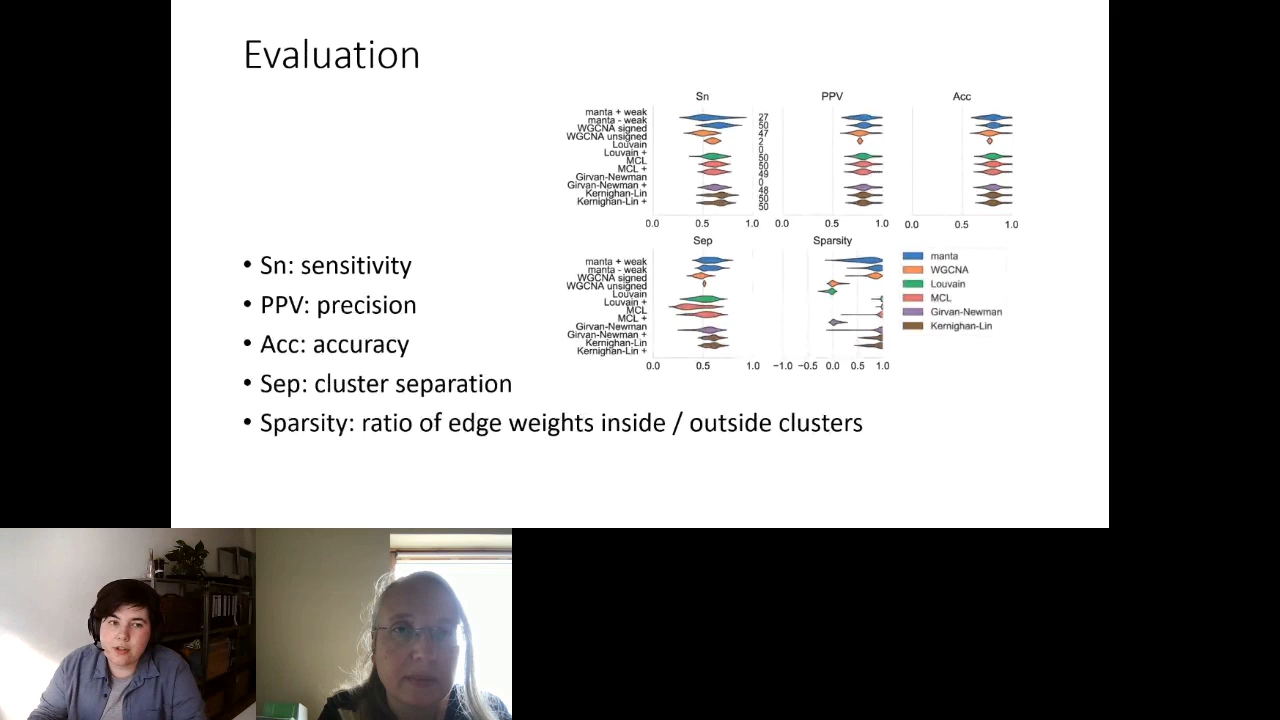 Evaluation
Sn
PPV
Acc
manta + weak
manta - weak
WGCNA signed
WGCNA unsigned
Louvain
Louvain +
MCL
MCL +
Girvan-Newman
Girvan-Newman +
Kernighan-Lin
Kernighan-Lin +
27
50
47
2
0
50
50
49
0
48
50
50
0.0 0.5 1.0 0.0 0.5 1.0 0.0 0.5 1.0
Sep
Sparsity
manta + weak
manta - weak
WGCNA signed
WGCNA unsigned
Louvain
Louvain +
MCL
MCL +
Girvan-Newman
Girvan-Newman +
Kernighan-Lin
Kernighan-Lin +
0.0 0.5 1.0 −1.0 −0.5 0.0 0.5 1.0
manta
WGCNA
Louvain
MCL
Girvan-Newman
Kernighan-Lin
• Sn: sensitivity
• PPV: precision
• Acc: accuracy
• Sep: cluster separation
• Sparsity: ratio of edge weights inside / outside clusters